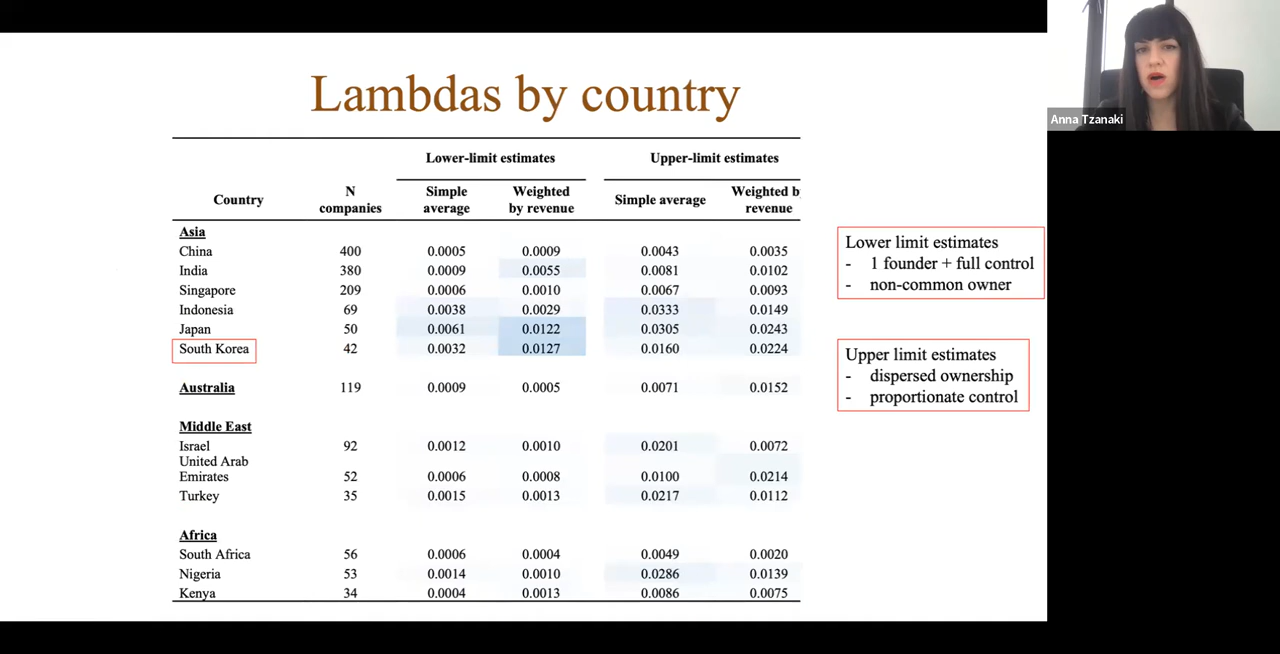 Lambdas by country
Lower-limit estimates Upper-limit estimates
Country N companies Simple average Weighted by revenue Simple average Weighted b revenue
Asia
China 400 0.0005 0.0009 0.0043 0.0035
India 380 0.0009 0.0055 0.0081 0.0102
Singapore 209 0.0006 0.0010 0.0067 0.0093
Indonesia 69 0.0038 0.0029 0.0333 0.0149
Japan 50 0.0061 0.0122 0.0305 0.0243
South Korea 42 0.0032 0.0127 0.0160 0.0224
Australia 119 0.0009 0.0005 0.0071 0.0152
Middle East
Israel 92 0.0012 0.0010 0.0201 0.0072
United Arab
Emirates 52 0.0006 0.0008 0.0100 0.0214
Turkey 35 0.0015 0.0013 0.0217 0.0112
Africa
South Africa 56 0.0006 0.0004 0.0049 0.0020
Nigeria 53 0.0014 0.0010 0.0286 0.0139
Kenya 34 0.0004 0.0013 0.0086 0.0075
Lower limit estimates
- 1 founder + full control
- non-common owner
Upper limit estimates
- dispersed ownership
- proportionate control
Anna Tzanaki